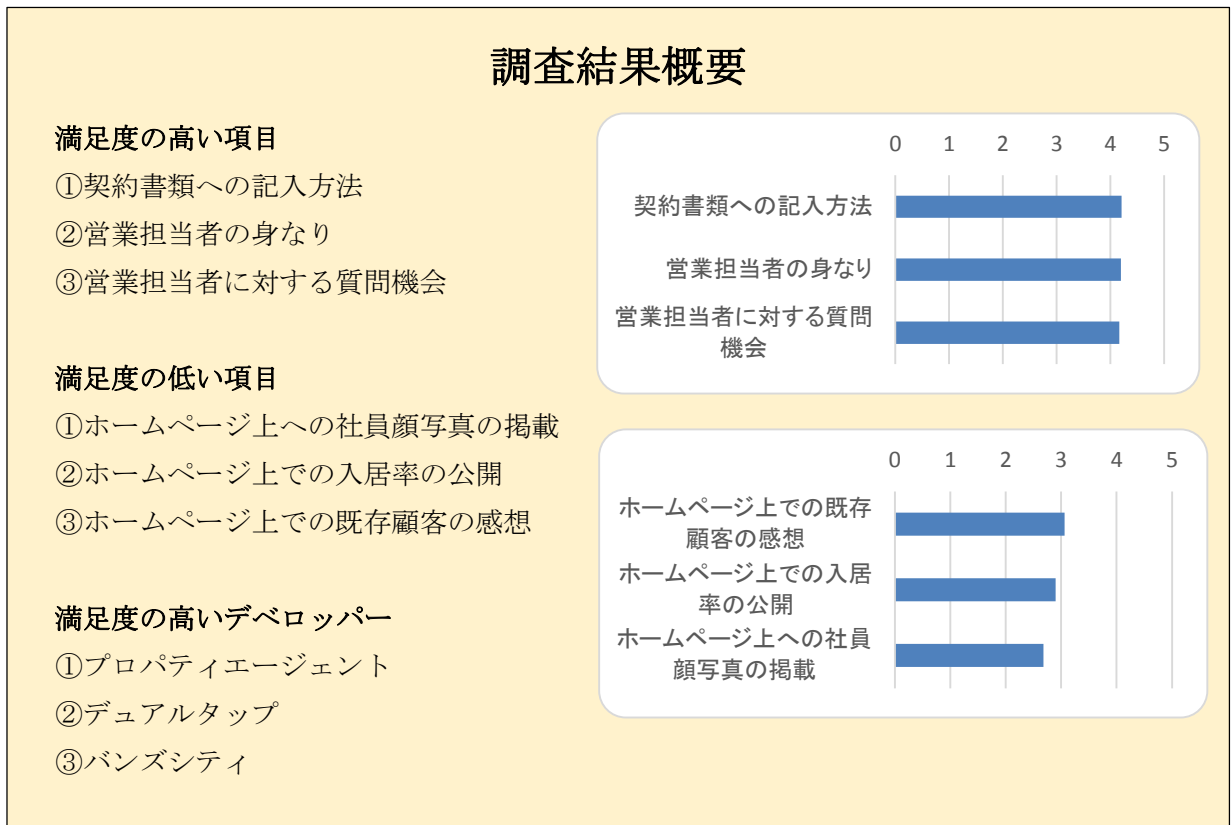 調査結果概要
満足度の高い項目
①契約書類への記入方法
②営業担当者の身なり
③営業担当者に対する質問機会
満足度の低い項目
①ホームページ上への社員顔写真の掲載
②ホームページ上での入居率の公開
③ホームページ上での既存顧客の感想
満足度の高いデベロッパー
①プロパティエージェント
②デュアルタップ
③バンズシティ
0 1 2 3 4 5
契約書類への記入方法
営業担当者の身なり
営業担当者に対する質問
機会
0 1 2 3 4 5
ホームページ上での既存
顧客の感想
ホームページ上での入居
率の公開
ホームページ上への社員
顔写真の掲載